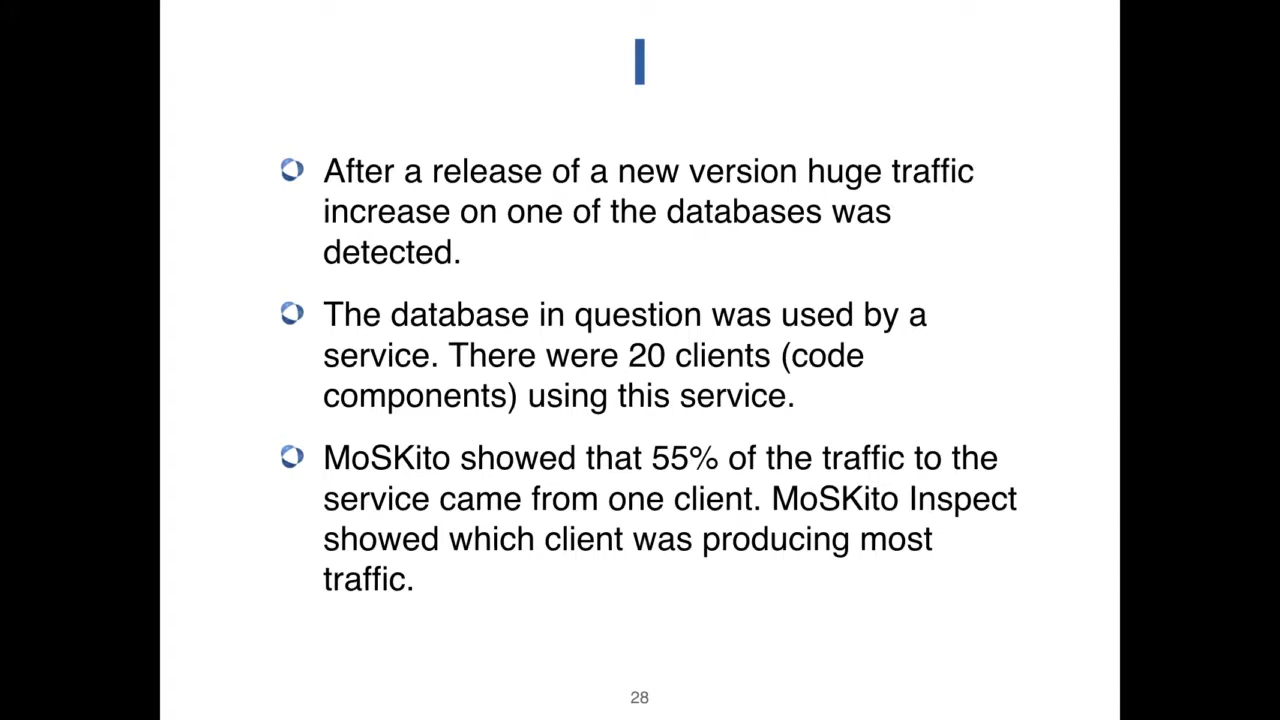 I
After a release of a new version huge traffic
increase on one of the databases was
detected.
The database in question was used by a
service. There were 20 clients (code
components) using this service.
MoSKito showed that 55% of the traffic to the
service came from one client. MoSKito Inspect
showed which client was producing most
traffic.
28